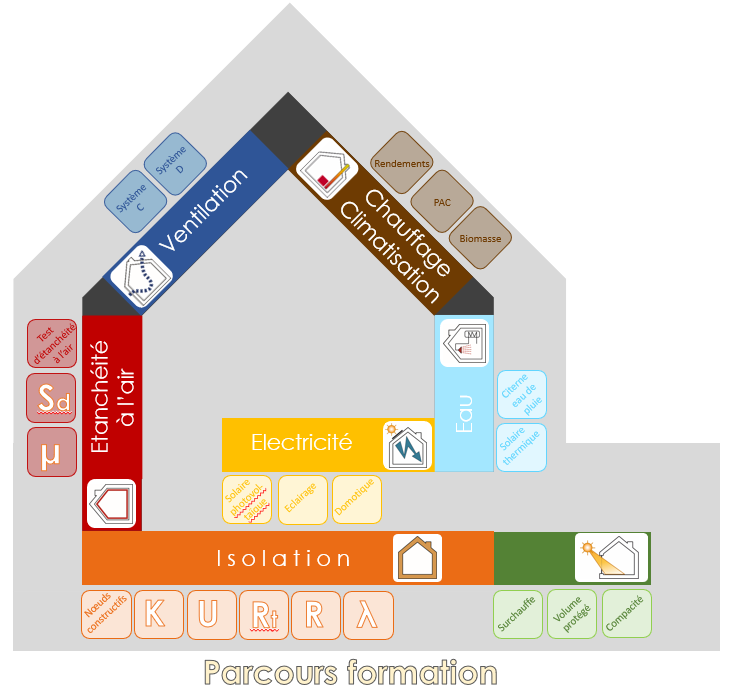 Rendements
PAC
Biomasse
Système
D
Système
C
Ventilation
Chauffage
Climatisation
Test
d'étanchéité
à l'air
Sd
μ
Etanchéité
à l'air
Eau
Citerne
eau de
pluie
Solaire
thermique
Electricité
Solaire
photovol
taïque
Eclairage
Domotique
Isolation
Nœuds
constructifs
K
U
Rt
R
λ
Surchauffe
Volume
protégé
Compacité
Parcours formation